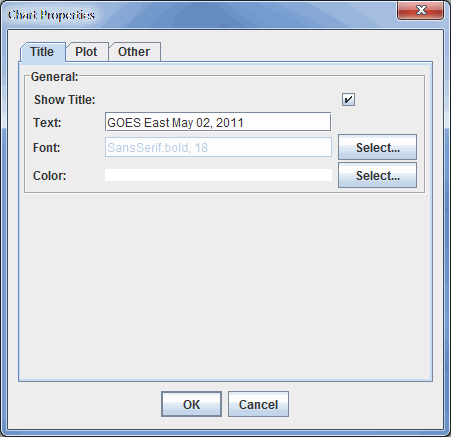 Chart Properties
Title Plot Other
General:
Show Title:
Text: GOES East May 02, 2011
Font: SansSerif.bold, 18 Select...
Color: Select...
OK Cancel